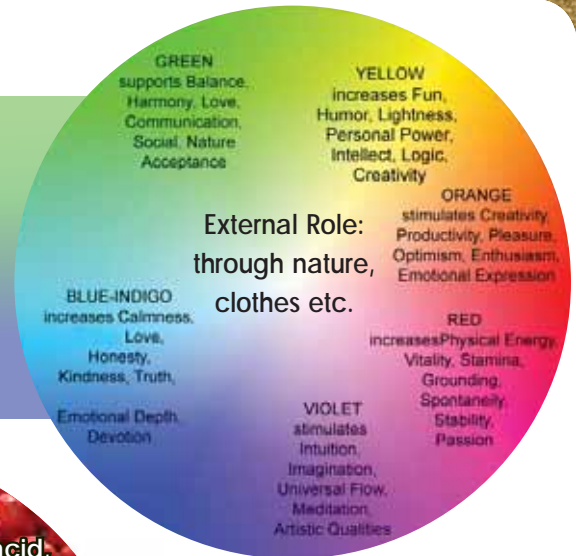 GREEN
supports Balance,
Harmony, Love,
Communication,
Social, Nature
Acceptance
YELLOW
increases Fun,
Humor, Lightness,
Personal Power,
Intellect, Logic,
Creativity
ORANGE
stimulates Creativity,
Productivity, Pleasure,
Optimism, Enthusiasm,
Emotional Expression
External Role:
through nature,
clothes etc.
BLUE-INDIGO
increases Calmness,
Love,
Honesty,
Kindness, Truth,
Emotional Depth,
Devotion
RED
increasesPhysical Energy,
Vitality, Stamina,
Grounding,
Spontaneity,
Stability,
Passion
VIOLET
stimulates
Intuition,
Imagination,
Universal Flow,
Meditation,
Artistic Qualities
acid,